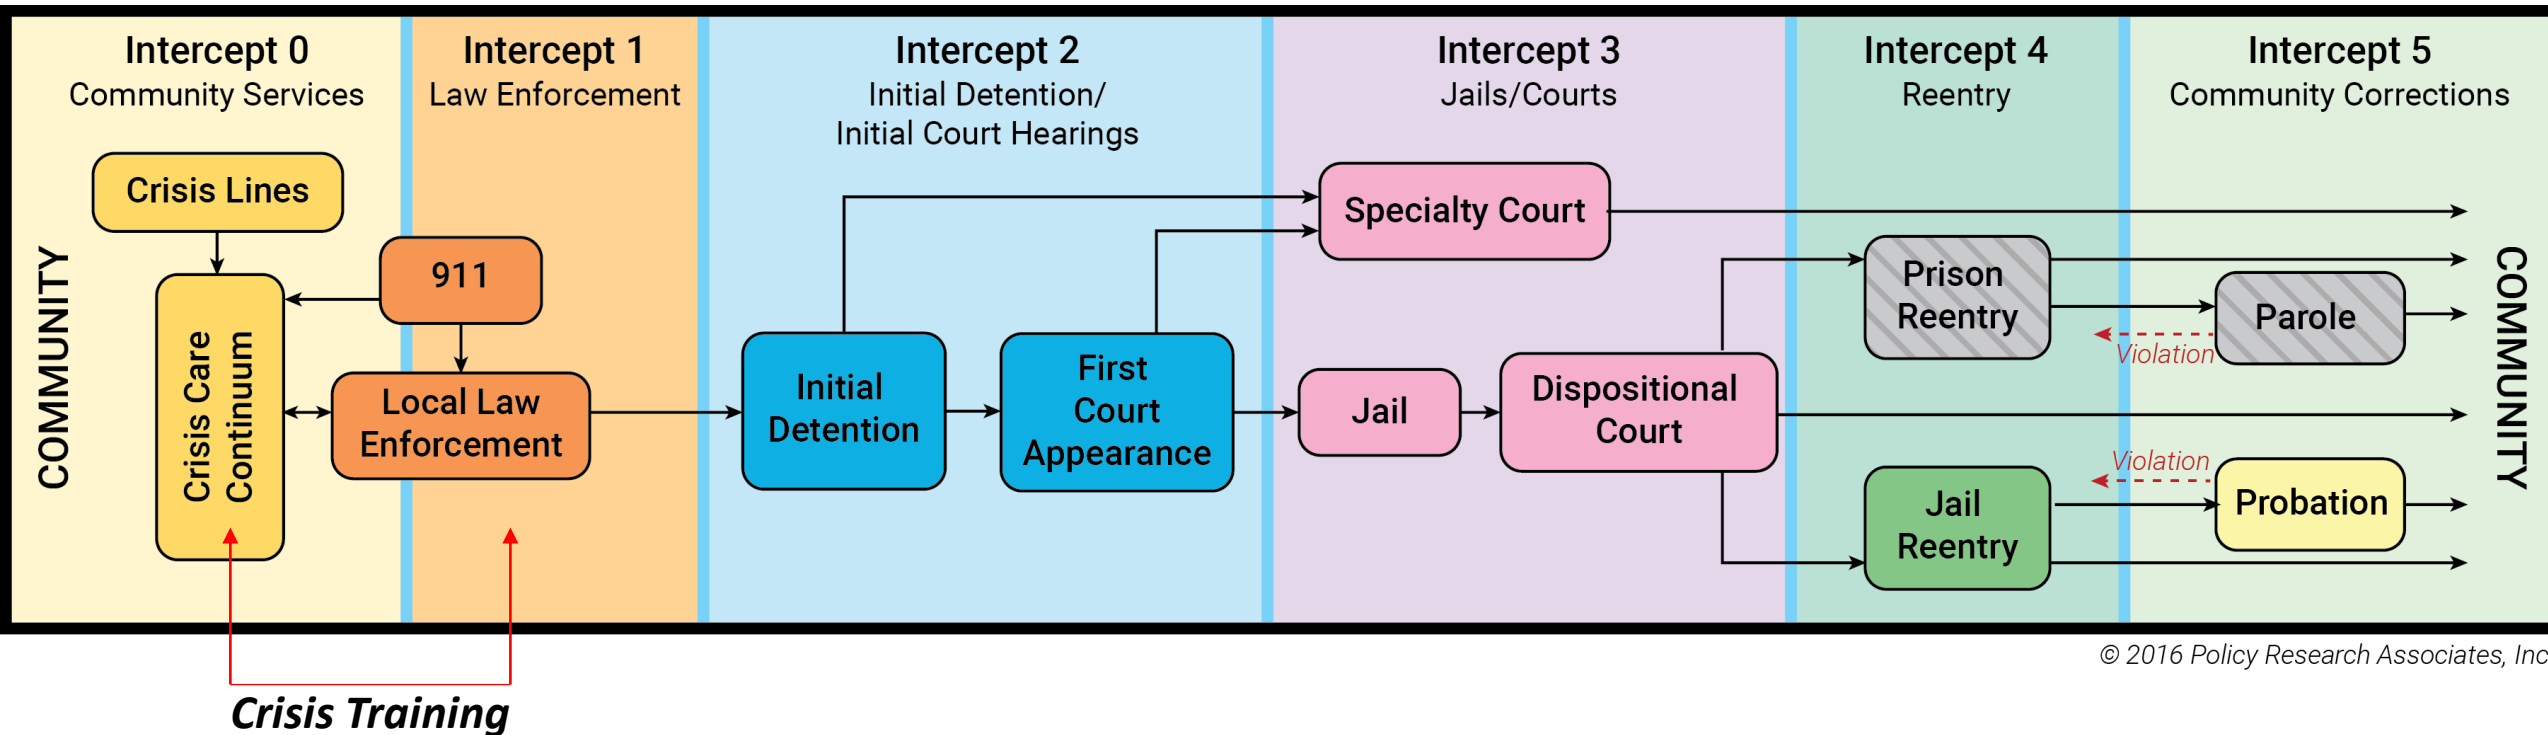 Intercept 0
Community Services
Intercept 1
Law Enforcement
Intercept 2
Initial Detention/
Initial Court Hearings
Intercept 3
Jails/Courts
Intercept 4
Reentry
Intercept 5
Community Corrections
COMMUNITY
Crisis Lines
Crisis Care
Continuum
911
Local Law
Enforcement
Initial
Detention
First
Court
Appearance
Specialty Court
Jail
Dispositional
Court
Prison
Reentry
Parole
Violation
Violation
Jail
Reentry
Probation
COMMUNITY
© 2016 Policy Research Associates, Inc
Crisis Training